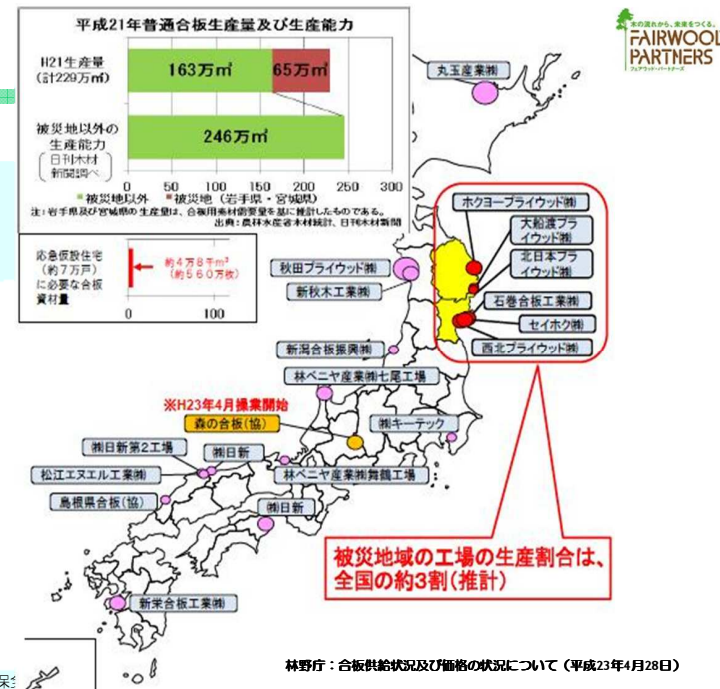 平成21年普通合板生産量及び生産能力
H21生産量
(計229万㎥)
163万㎥
65万㎥
被災地以外の
生産能力
日刊木材
新聞調べ
246万㎥
0 50 100 150 200 250 300
■被災地以外 ■被災地(岩手県・宮城県)
注:岩手県及び宮城県の生産量は、合板用素材需要量を基に推計したものである。
出典:農林水産省木材統計、日刊木材新聞
木の流れから、未来をつくる。
FAIRWOOD
PARTNERS
フェアウッド・パートナーズ
応急仮設住宅
(約7万戸)
に必要な合板
資材量
約4万8千m³
(約560万枚)
0 100
丸玉産業㈱
ホクヨープライウッド㈱
大船渡プラ
イウッド㈱
北日本プラ
イウッド㈱
石巻合板工業㈱
セイホク㈱
西北プライウッド㈱
秋田プライウッド㈱
新秋木工業㈱
新潟合板振興㈱
林ベニヤ産業㈱七尾工場
※H23年4月操業開始
森の合板(協)
㈱キーテック
㈱日新第2工場
㈱日新
松江エヌエル工業㈱
林ベニヤ産業㈱舞鶴工場
島根県合板(協)
㈱日新
新栄合板工業㈱
被災地域の工場の生産割合は、
全国の約3割(推計)
林野庁:合板供給状況及び価格の状況について(平成23年4月28日)